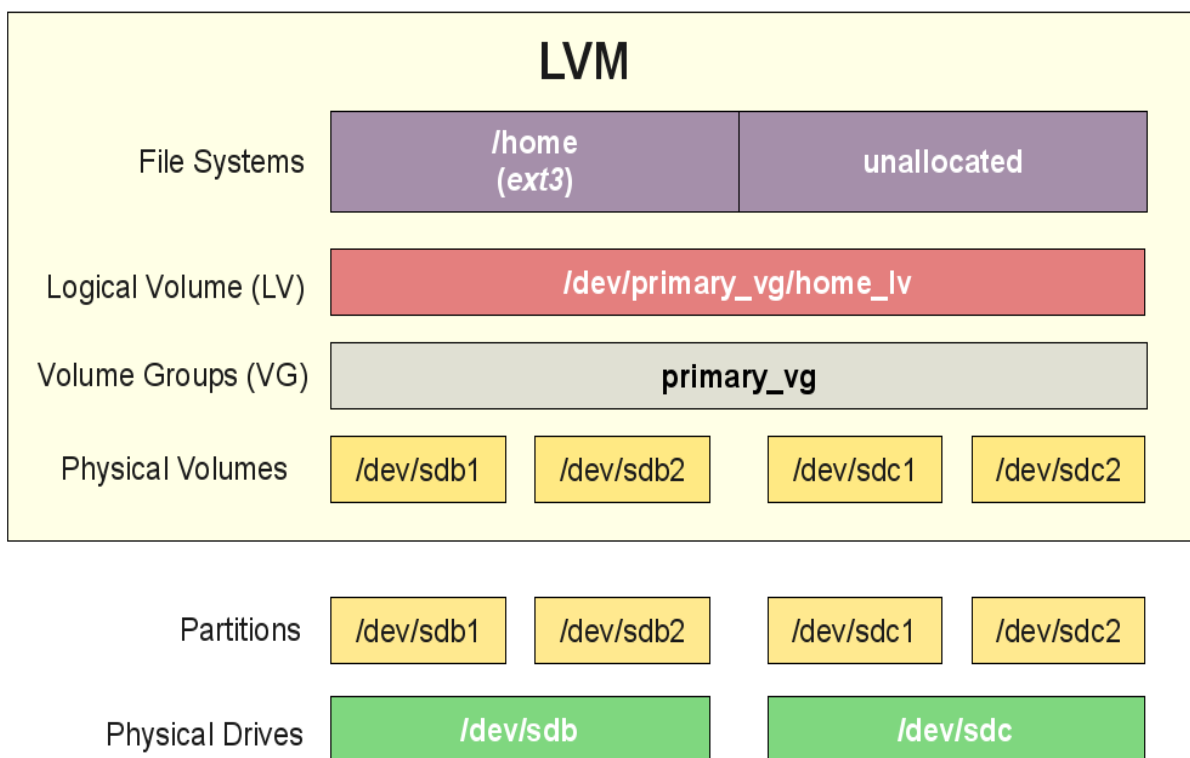 LVM
File Systems
/home
(ext3)
unallocated
Logical Volume (LV)
/dev/primary_vg/home_lv
Volume Groups (VG)
primary_vg
Physical Volumes
/dev/sdb1
/dev/sdb2
/dev/sdc1
/dev/sdc2
Partitions
/dev/sdb1
/dev/sdb2
/dev/sdc1
/dev/sdc2
Physical Drives
/dev/sdb
/dev/sdc